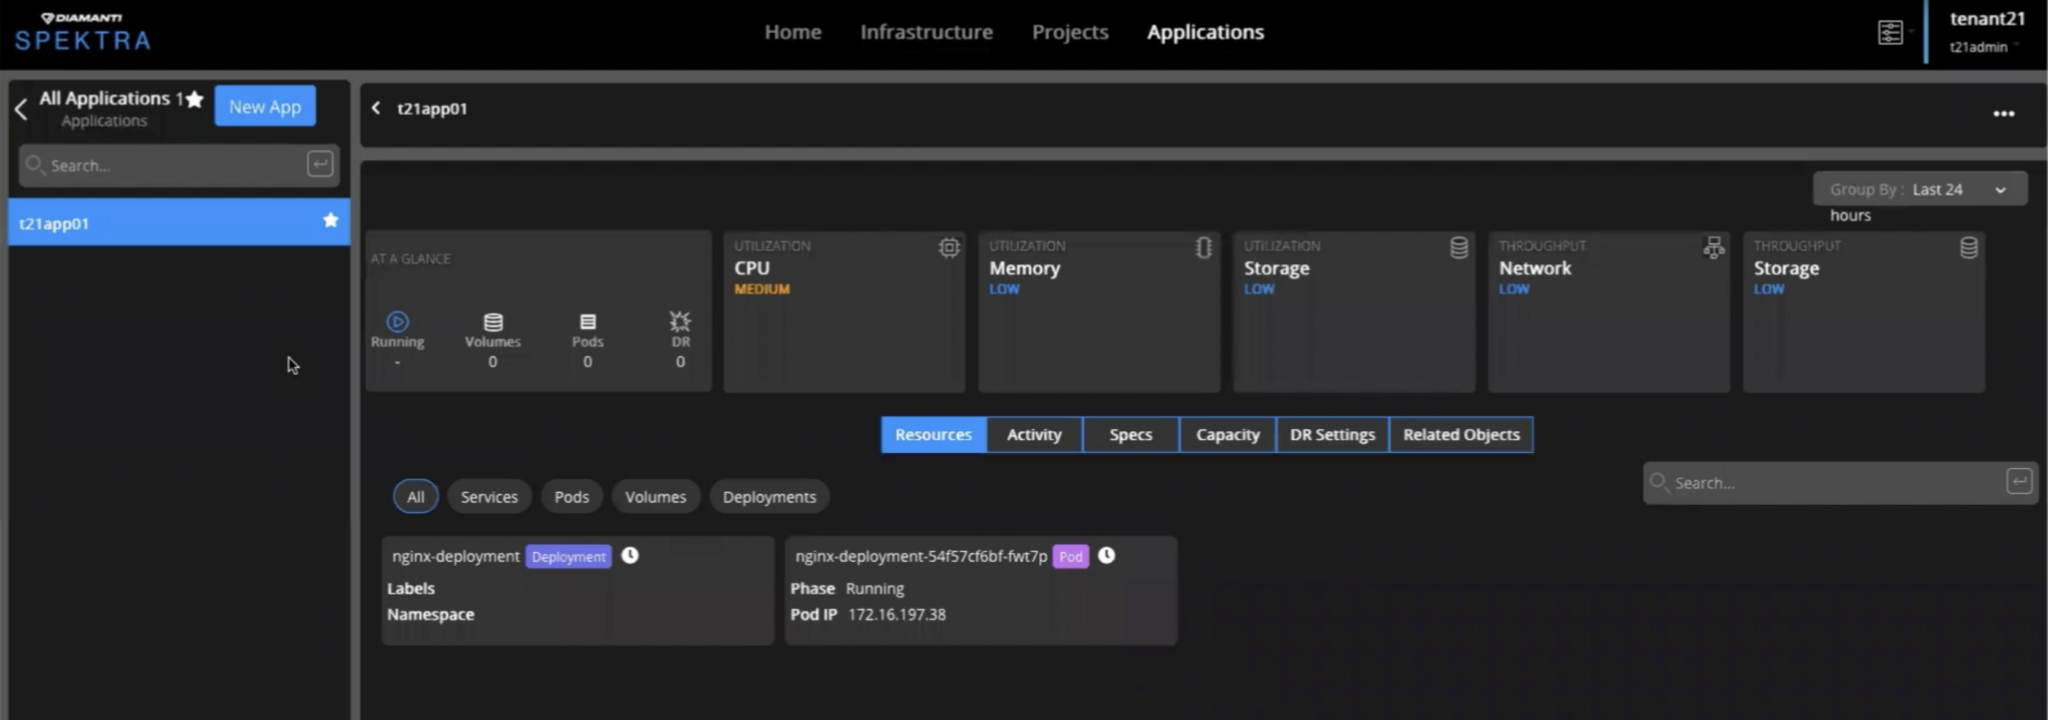 DIAMANTI
SPEKTRA
Home Infrastructure Projects Applications
tenant21
t21admin
All Applications 1
Applications
New App
Search...
t21app01
t21app01
Group By : Last 24
hours
AT A GLANCE
Running
-
Volumes
0
Pods
0
DR
0
UTILIZATION
CPU
MEDIUM
UTILIZATION
Memory
LOW
UTILIZATION
Storage
LOW
THROUGHPUT
Network
LOW
THROUGHPUT
Storage
LOW
Resources Activity Specs Capacity DR Settings Related Objects
Search...
All Services Pods Volumes Deployments
nginx-deployment Deployment
Labels
Namespace
nginx-deployment-54f57cf6bf-fwt7p Pod
Phase Running
Pod IP 172.16.197.38